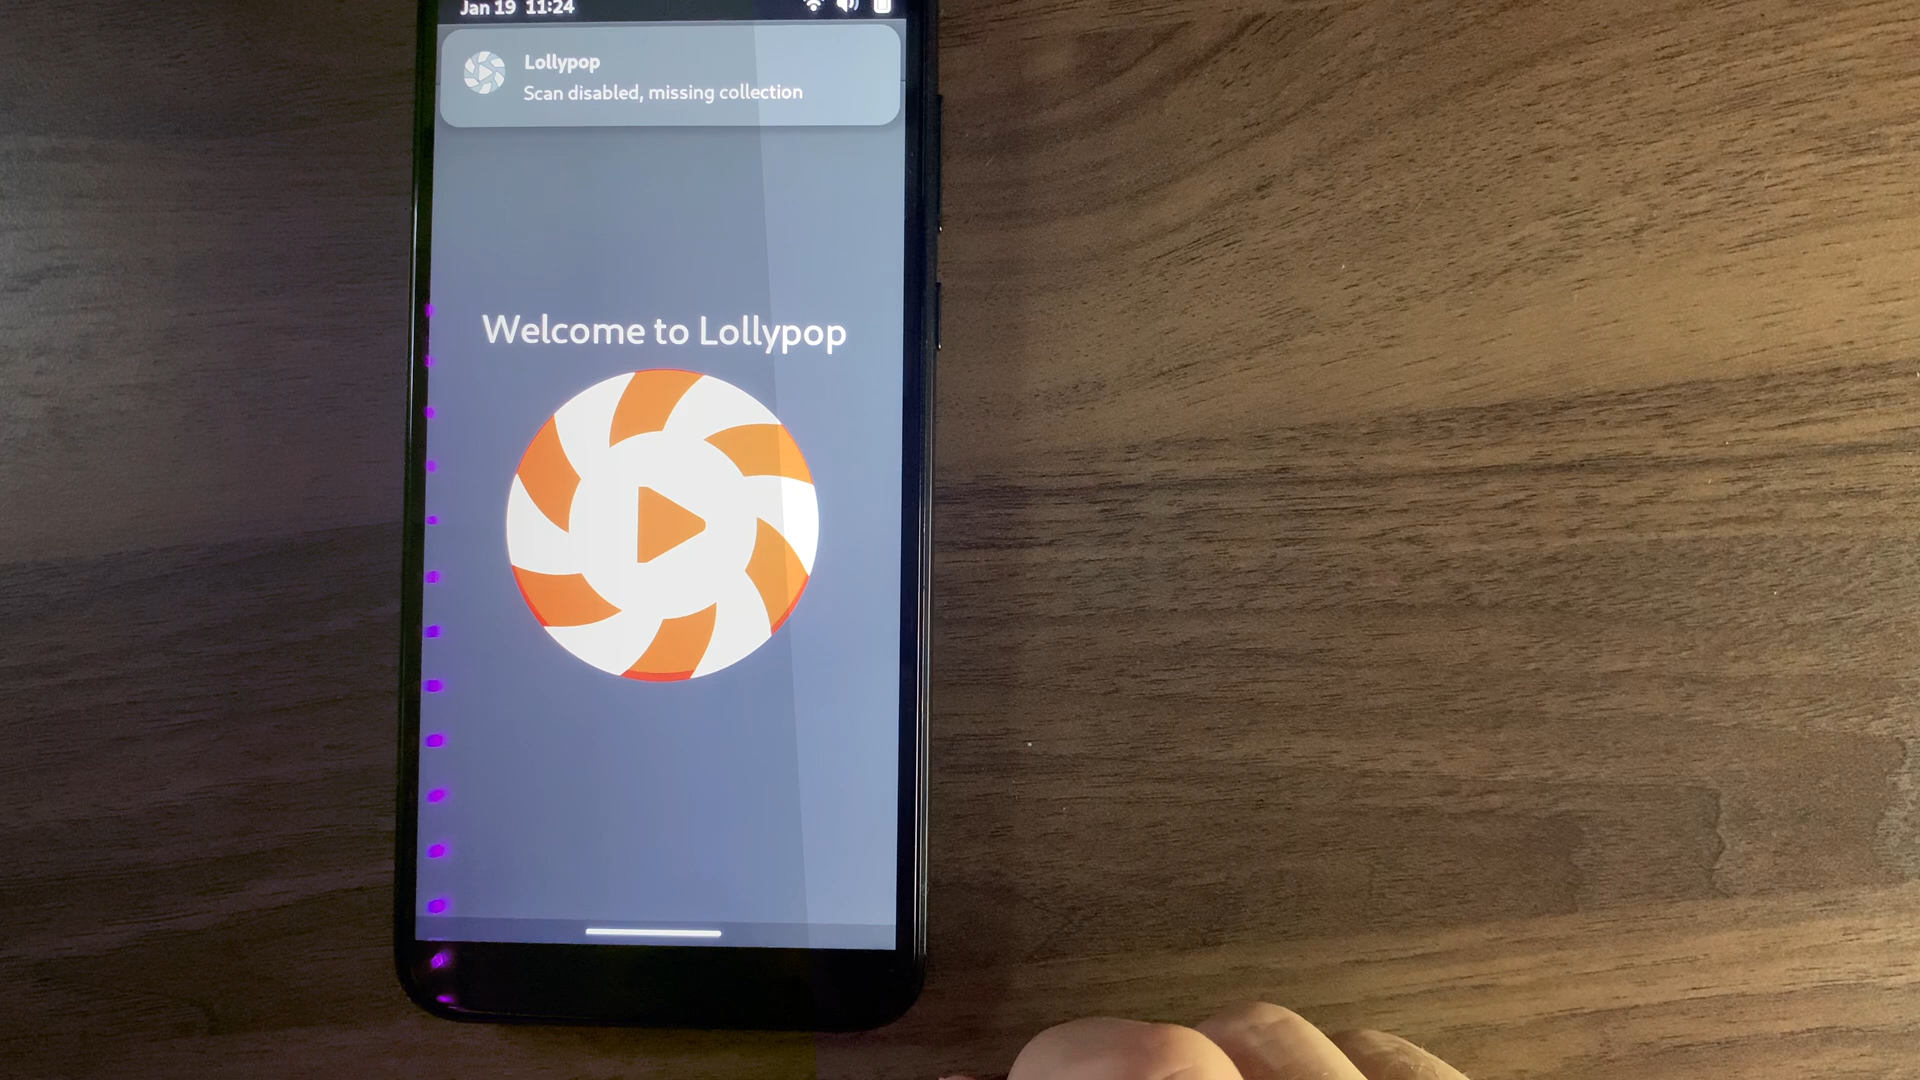 Jan 19 11:24
Lollypop
Scan disabled, missing collection
Welcome to Lollypop